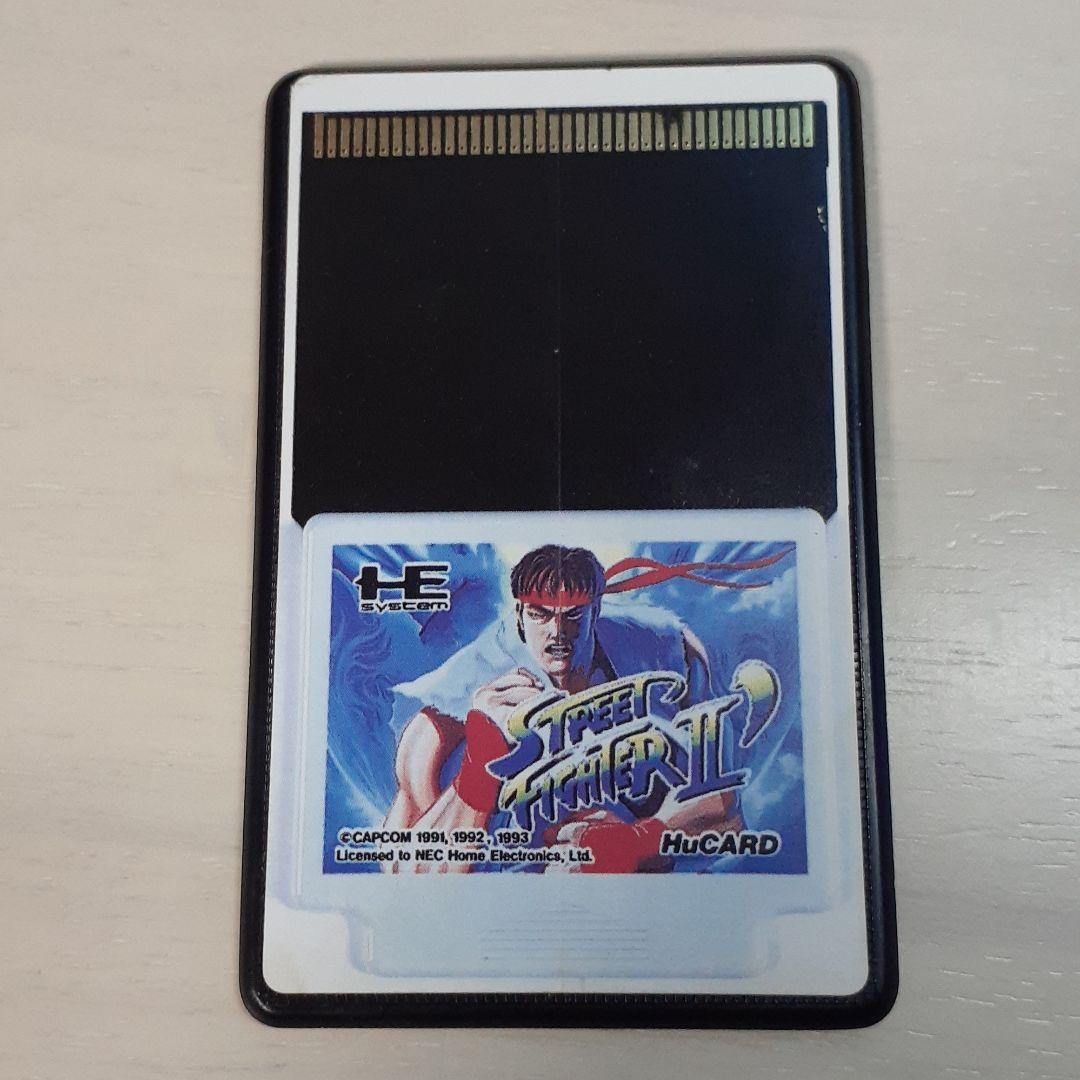 HE
system
STREET
FIGHTER II'
©CAPCOM 1991, 1992, 1993
Licensed to NEC Home Electronics, Ltd.
HuCARD